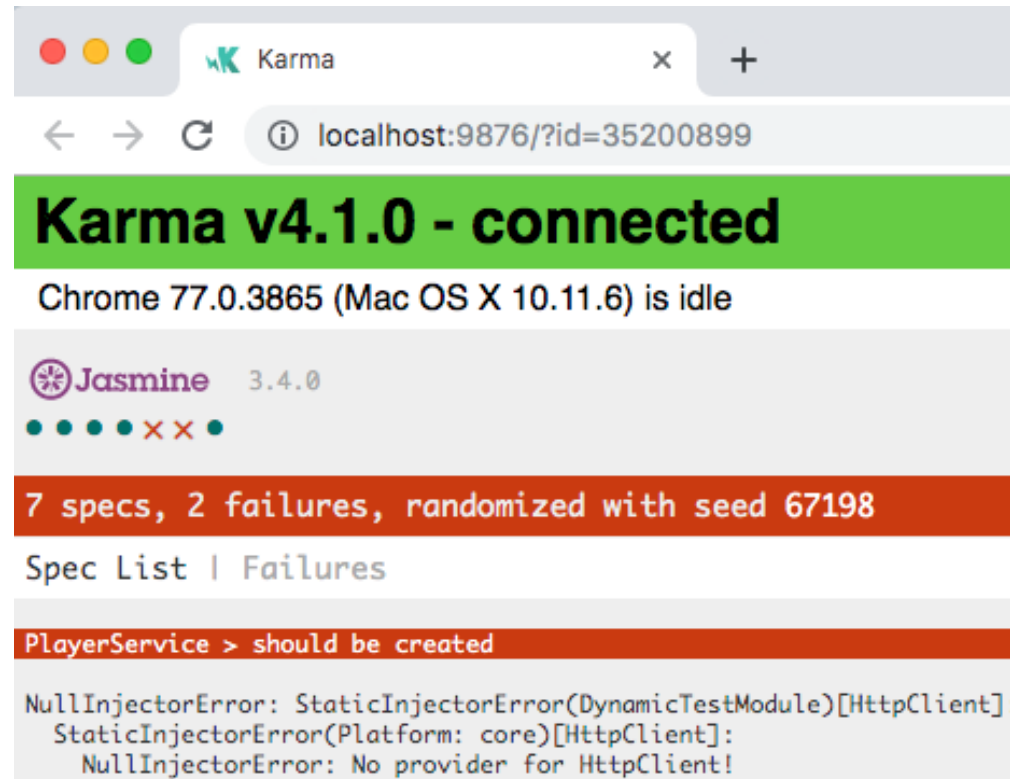 Karma
localhost:9876/?id=35200899
Karma v4.1.0 - connected
Chrome 77.0.3865 (Mac OS X 10.11.6) is idle
Jasmine 3.4.0
7 specs, 2 failures, randomized with seed 67198
Spec List | Failures
PlayerService > should be created
NullInjectorError: StaticInjectorError(DynamicTestModule)[HttpClient]
StaticInjectorError(Platform: core)[HttpClient]:
NullInjectorError: No provider for HttpClient!